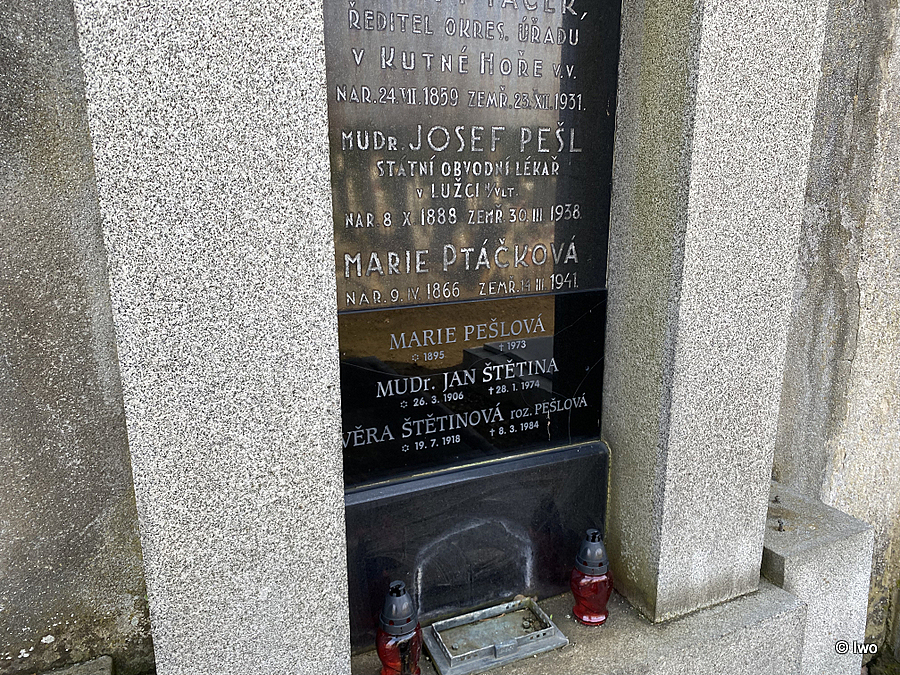 PTÁČEK,
ŘEDITEL OKRES. ÚŘADU
V KUTNÉ HOŘE V.V.
NAR. 24.VII.1859 ZEMŘ. 23.XII.1931.
MUDR. JOSEF PEŠL
STÁTNÍ OBVODNÍ LÉKAŘ
V LUŽCI N/VLT.
NAR. 8 X. 1888 ZEMŘ. 30. III 1938.
MARIE PTÁČKOVÁ
NAR. 9. IV. 1866 ZEMŘ. 14 III 1941.
MARIE PEŠLOVÁ
✩ 1895 † 1973
MUDr. JAN ŠTĚTINA
✩ 26. 3. 1906 † 28. 1. 1974
VĚRA ŠTĚTINOVÁ roz. PEŠLOVÁ
✩ 19. 7. 1918 † 8. 3. 1984
© Iwo